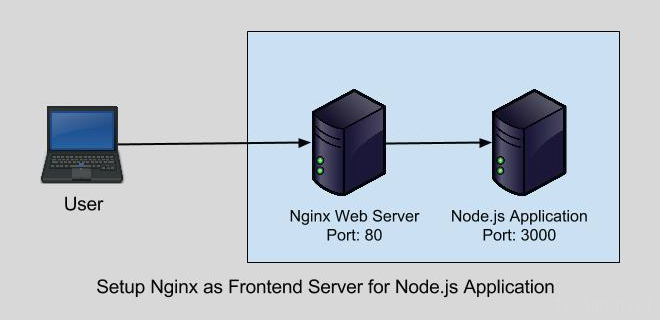 User
Nginx Web Server
Port: 80
Node.js Application
Port: 3000
Setup Nginx as Frontend Server for Node.js Application